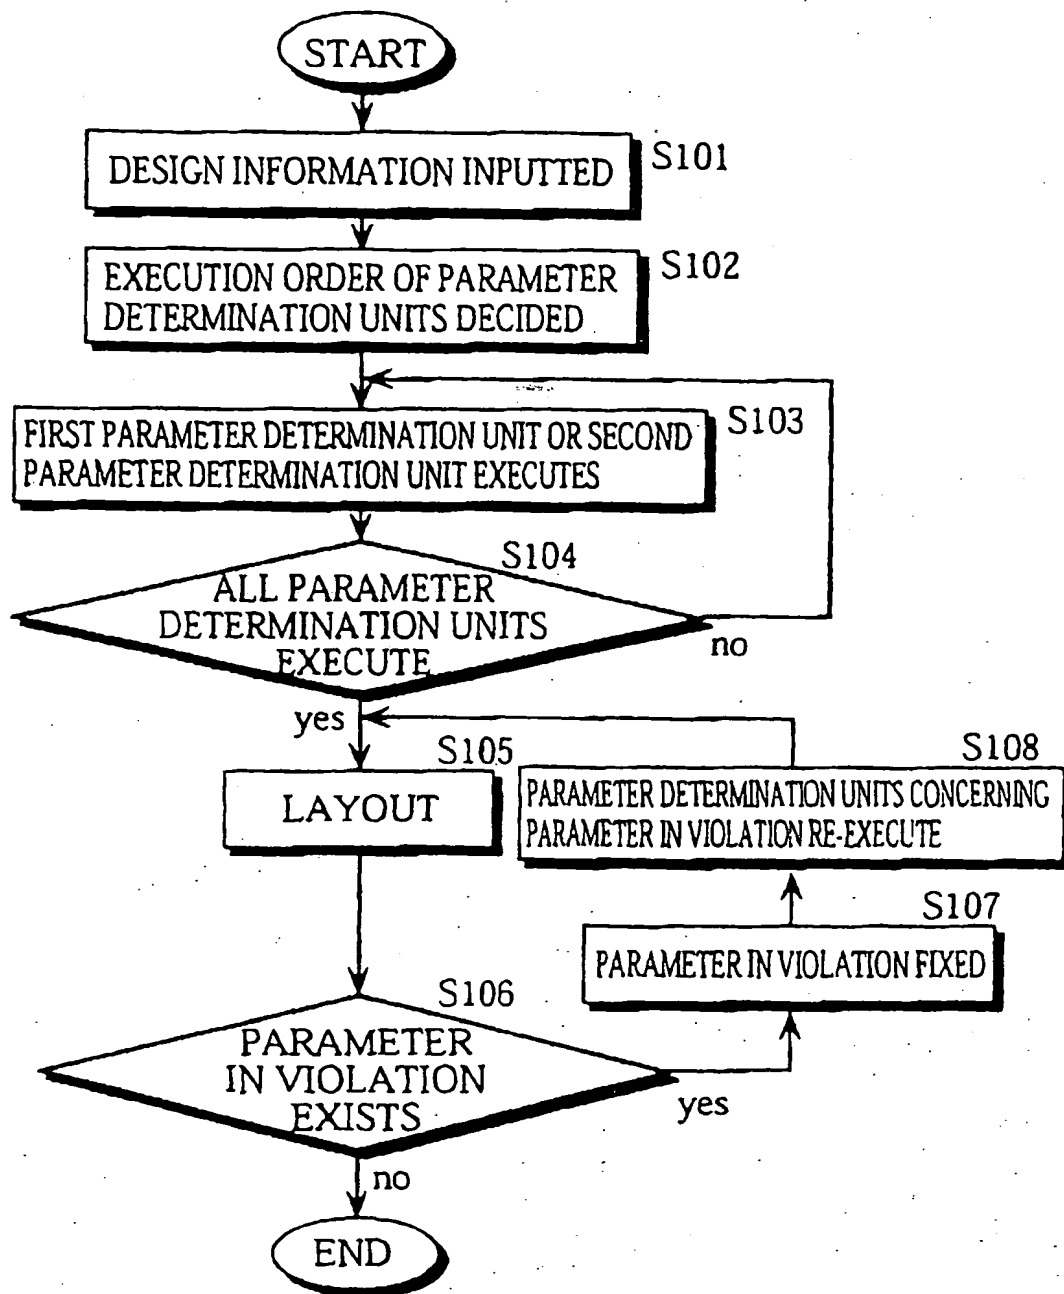 START
DESIGN INFORMATION INPUTTED
S101
EXECUTION ORDER OF PARAMETER
DETERMINATION UNITS DECIDED
S102
FIRST PARAMETER DETERMINATION UNIT OR SECOND
PARAMETER DETERMINATION UNIT EXECUTES
S103
S104
ALL PARAMETER
DETERMINATION UNITS
EXECUTE
no
yes
S105
LAYOUT
S108
PARAMETER DETERMINATION UNITS CONCERNING
PARAMETER IN VIOLATION RE-EXECUTE
S107
PARAMETER IN VIOLATION FIXED
S106
PARAMETER
IN VIOLATION
EXISTS
yes
no
END